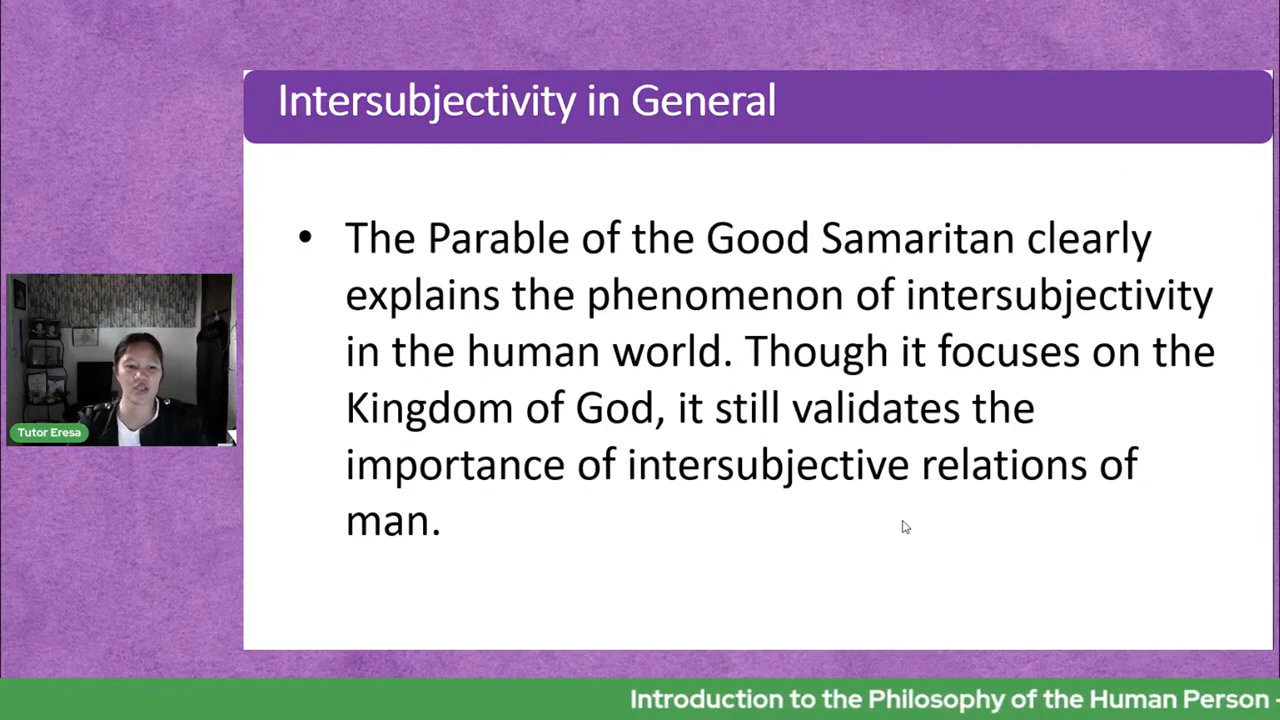 Intersubjectivity in General
• The Parable of the Good Samaritan clearly
explains the phenomenon of intersubjectivity
in the human world. Though it focuses on the
Kingdom of God, it still validates the
importance of intersubjective relations of
man.
Tutor Eresa
Introduction to the Philosophy of the Human Person -